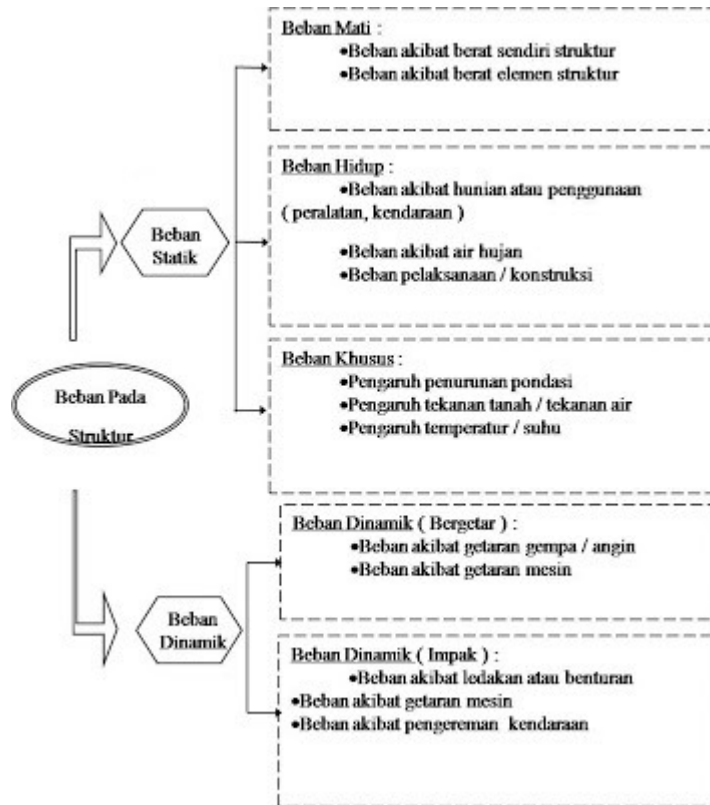 Beban Mati :
•Beban akibat berat sendiri struktur
•Beban akibat berat elemen struktur
Beban Hidup :
•Beban akibat hunian atau penggunaan
( peralatan, kendaraan )
•Beban akibat air hujan
•Beban pelaksanaan / konstruksi
Beban
Statik
Beban Khusus :
•Pengaruh penurunan pondasi
•Pengaruh tekanan tanah / tekanan air
•Pengaruh temperatur / suhu
Beban Pada
Struktur
Beban Dinamik ( Bergetar ) :
•Beban akibat getaran gempa / angin
•Beban akibat getaran mesin
Beban
Dinamik
Beban Dinamik ( Impak ) :
•Beban akibat ledakan atau benturan
•Beban akibat getaran mesin
•Beban akibat pengereman kendaraan